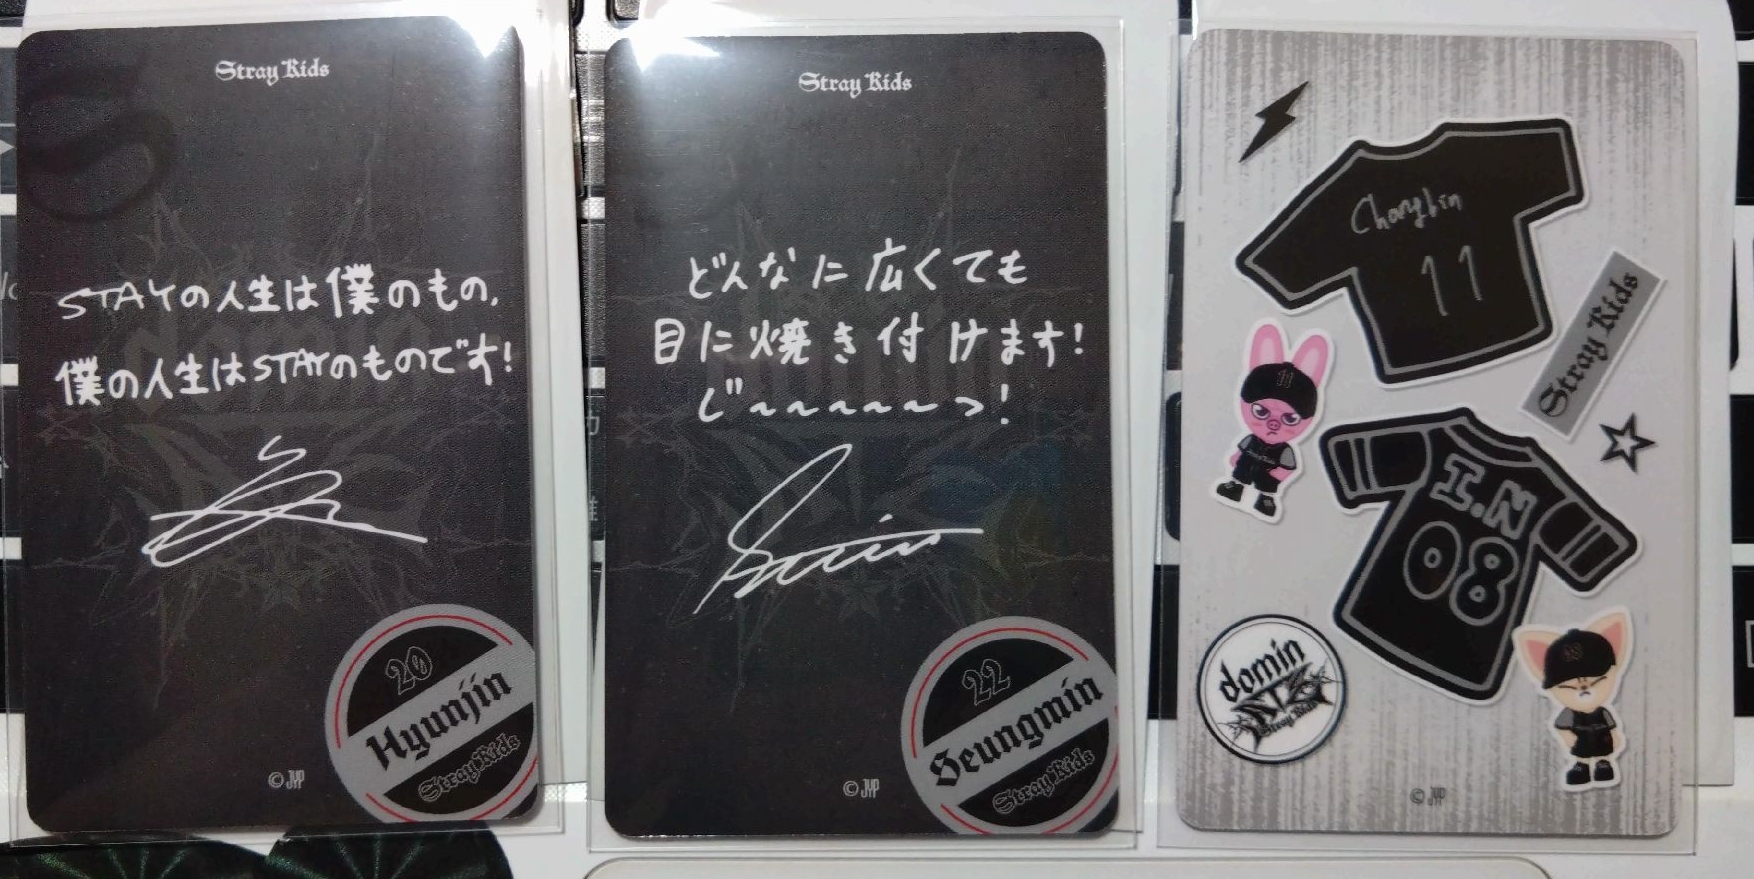 Stray Kids
STAYの人生は僕のもの、
僕の人生はSTAYのものです!
20
Hyunjin
Stray Kids
© JYP
Stray Kids
どんなに広くても
目に焼き付けます!
じ~~~~~っ!
22
Seungmin
Stray Kids
© JYP
Changbin
11
Stray Kids
11
I.N
08
08
domin
ATE
Stray Kids
© JYP